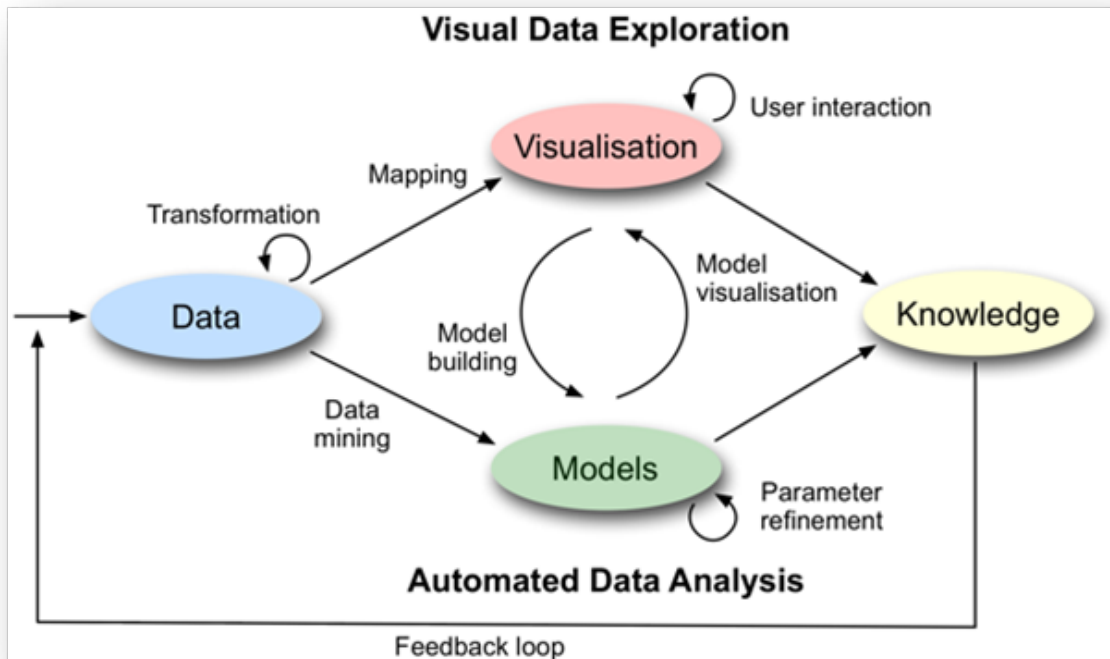 Visual Data Exploration
User interaction
Visualisation
Mapping
Transformation
Model
visualisation
Data
Knowledge
Model
building
Data
mining
Models
Parameter
refinement
Automated Data Analysis
Feedback loop